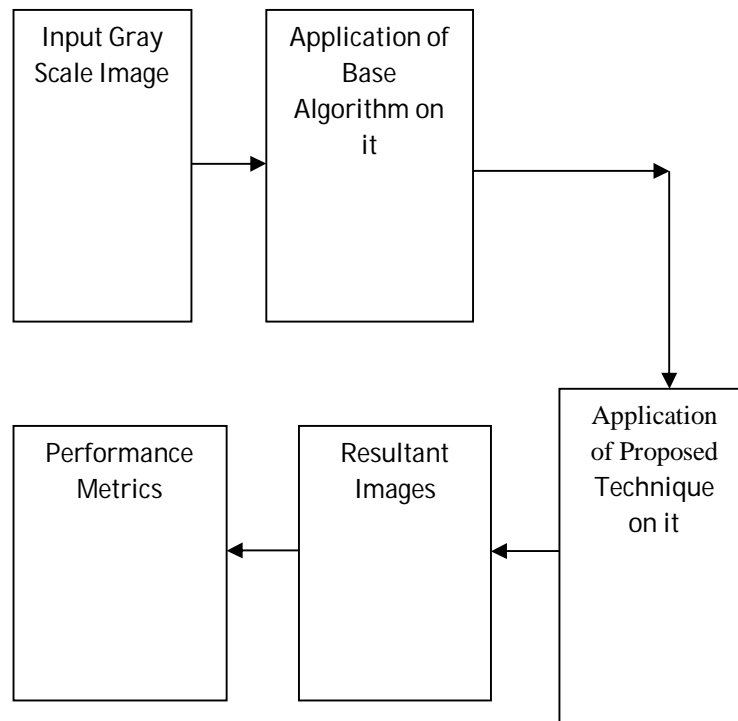 Input Gray
Scale Image
Application of
Base
Algorithm on
it
Application
of Proposed
Technique
on it
Resultant
Images
Performance
Metrics